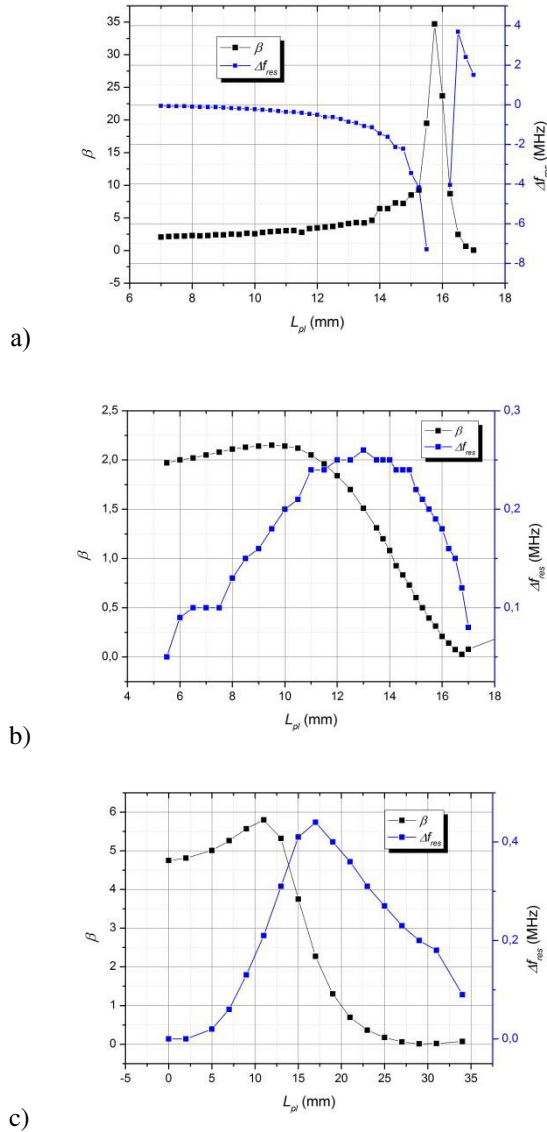 35
30
25
20
15
10
5
0
-5
β
β
Δf_res
4
2
0
-2
-4
-6
-8
Δf_res (MHz)
6 8 10 12 14 16 18
L_pl (mm)
a)
2,5
2,0
1,5
1,0
0,5
0,0
β
β
Δf_res
0,3
0,2
0,1
Δf_res (MHz)
4 6 8 10 12 14 16 18
L_pl (mm)
b)
6
5
4
3
2
1
0
β
β
Δf_res
0,4
0,2
0,0
Δf_res (MHz)
-5 0 5 10 15 20 25 30 35
L_pl (mm)
c)